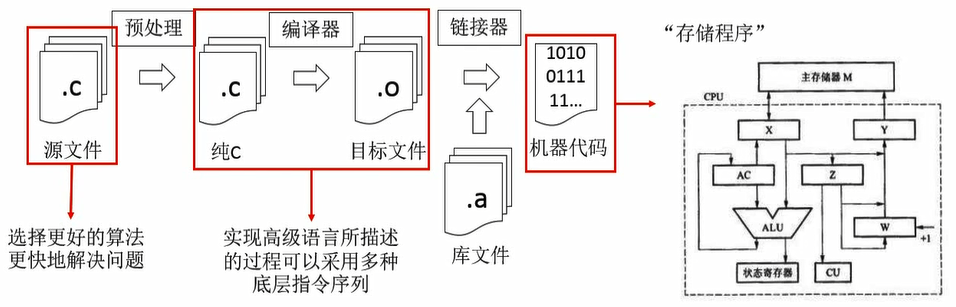 预处理
编译器
链接器
“存储程序”
.c
.c
.o
1010
0111
11...
源文件
纯C
目标文件
机器代码
.a
库文件
选择更好的算法
更快地解决问题
实现高级语言所描述
的过程可以采用多种
底层指令序列
主存储器 M
CPU
X
Y
AC
Z
ALU
W
+1
状态寄存器
CU